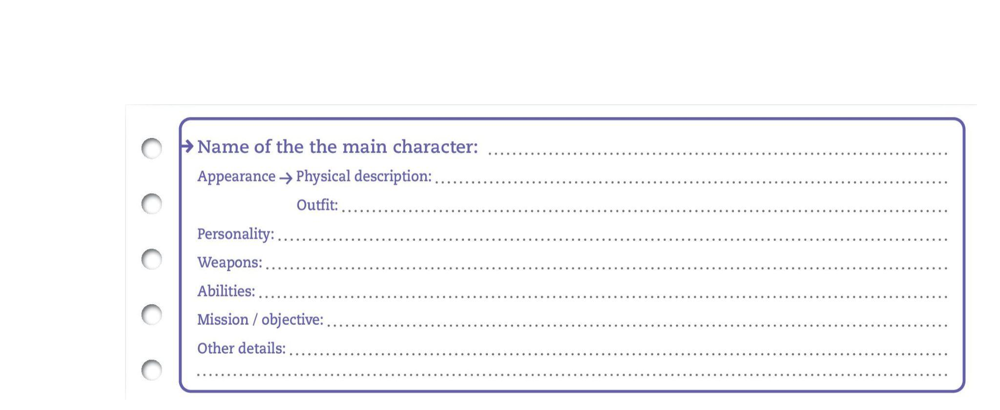 → Name of the the main character: ........................................
Appearance → Physical description: ........................................
Outfit: ........................................
Personality: ........................................
Weapons: ........................................
Abilities: ........................................
Mission / objective: ........................................
Other details: ........................................
........................................